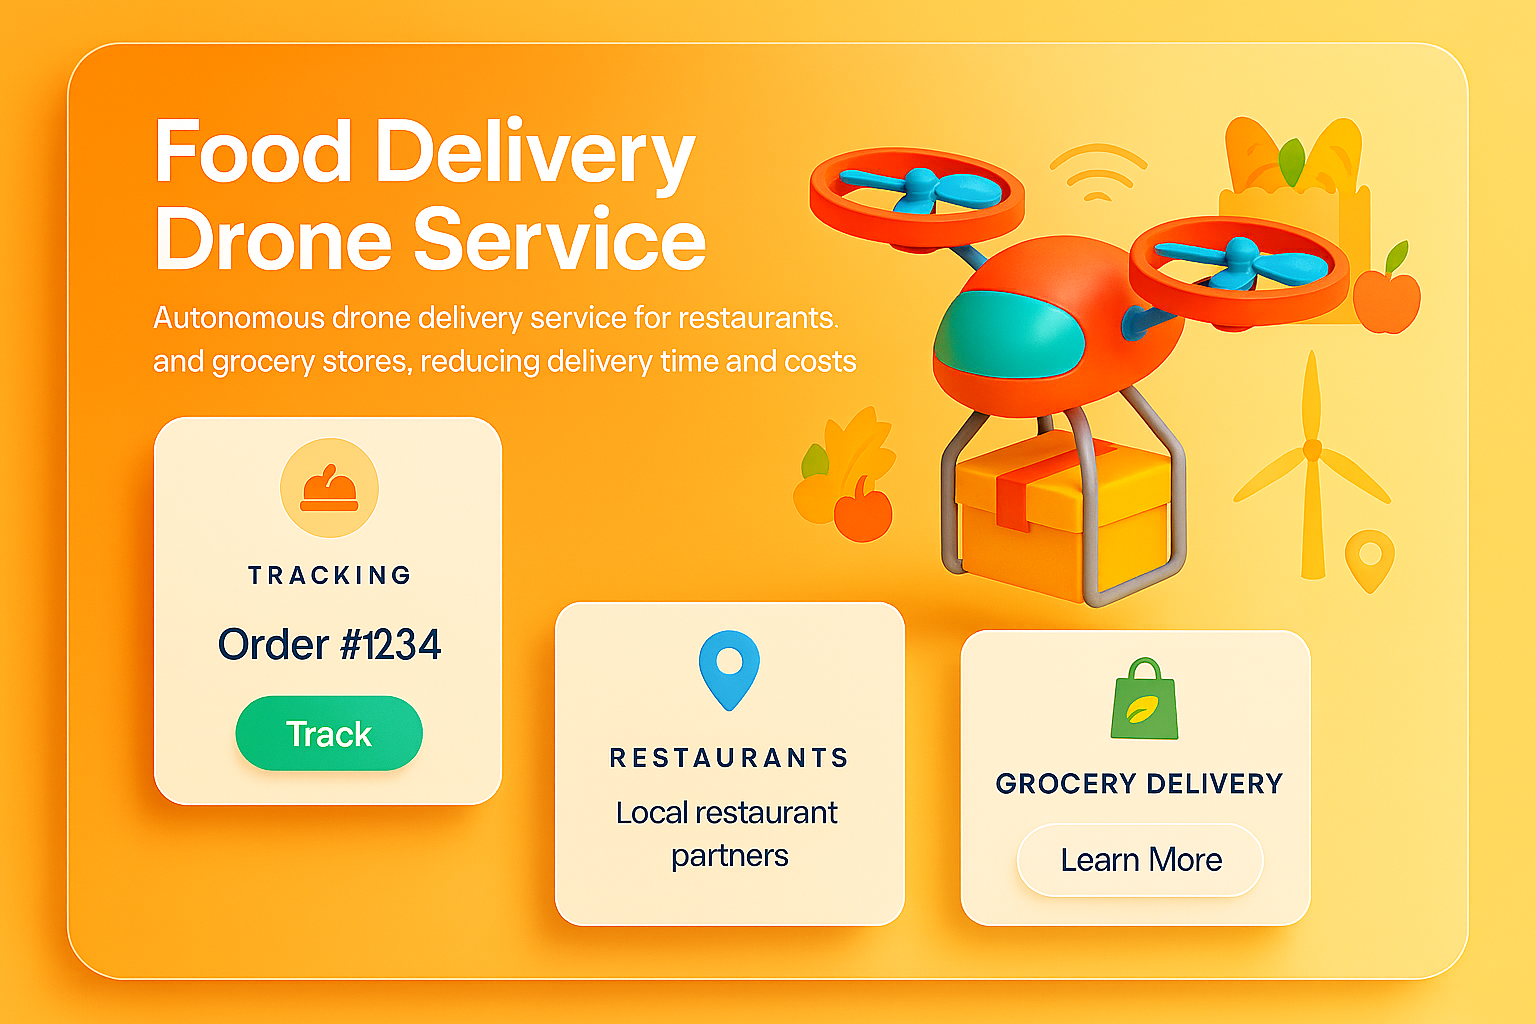 Food Delivery
Drone Service
Autonomous drone delivery service for restaurants.
and grocery stores, reducing delivery time and costs
TRACKING
Order #1234
Track
RESTAURANTS
Local restaurant
partners
GROCERY DELIVERY
Learn More